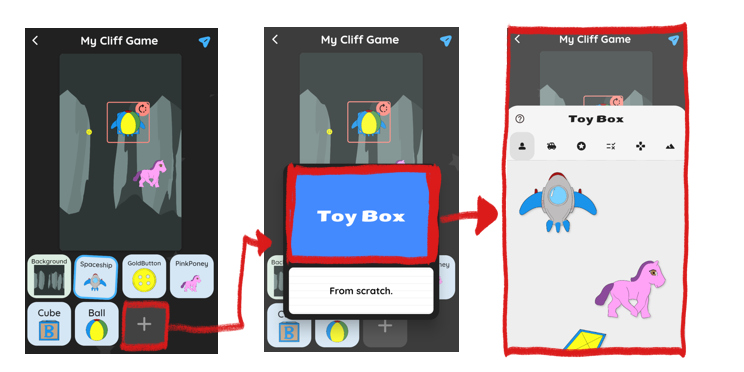 My Cliff Game
Background
Spaceship
GoldButton
PinkPoney
Cube
B
Ball
My Cliff Game
Toy Box
From scratch.
My Cliff Game
Toy Box